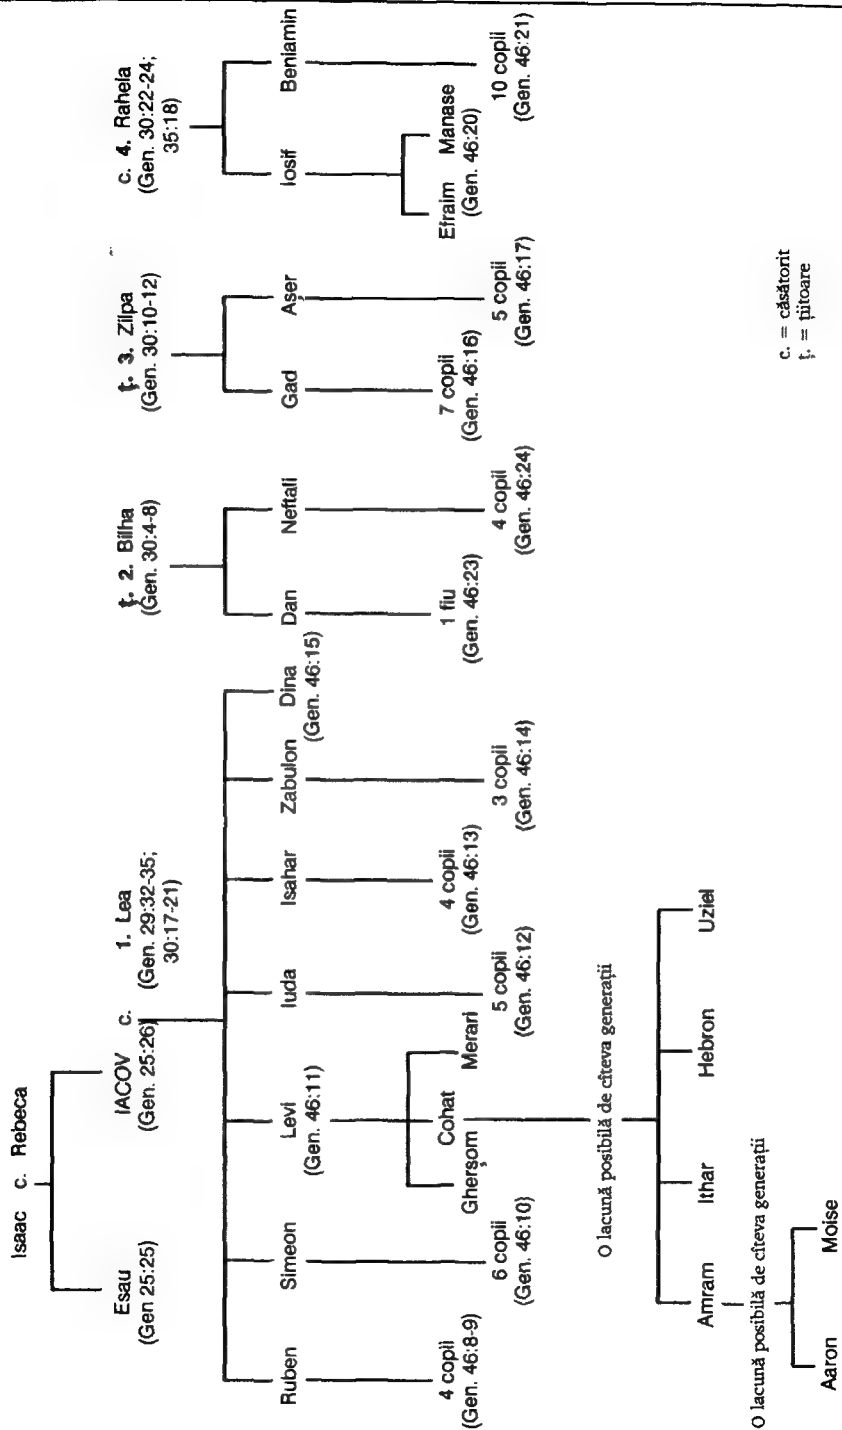 Isaac c. Rebeca
Esau
(Gen 25:25)
IACOV c.
(Gen. 25:26)
1. Lea
(Gen. 29:32-35;
30:17-21)
ţ. 2. Bilha
(Gen. 30:4-8)
ţ. 3. Zilpa
(Gen. 30:10-12)
c. 4. Rahela
(Gen. 30:22-24;
35:18)
Ruben
Simeon
Levi
(Gen. 46:11)
Iuda
Isahar
Zabulon
Dina
(Gen. 46:15)
Dan
Neftali
Gad
Aşer
Iosif
Beniamin
4 copii
(Gen. 46:8-9)
6 copii
(Gen. 46:10)
Gherşom
Cohat
Merari
5 copii
(Gen. 46:12)
4 copii
(Gen. 46:13)
3 copii
(Gen. 46:14)
1 fiu
(Gen. 46:23)
4 copii
(Gen. 46:24)
7 copii
(Gen. 46:16)
5 copii
(Gen. 46:17)
Efraim Manase
(Gen. 46:20)
10 copii
(Gen. 46:21)
O lacună posibilă de cîteva generaţii
Amram
Ithar
Hebron
Uziel
O lacună posibilă de cîteva generaţii
Aaron
Moise
c. = căsătorit
ţ. = ţiitoare